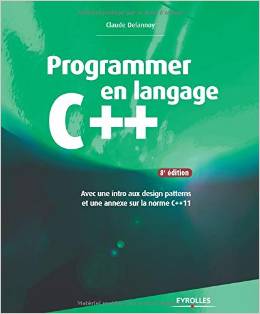 Claude Delannoy
Programmer
en langage
C++
8e édition
Avec une intro aux design patterns
et une annexe sur la norme C++11
EYROLLES